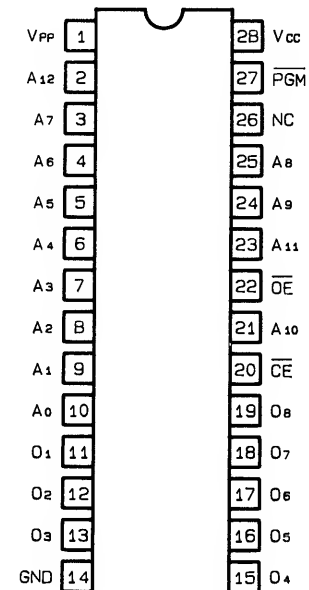 VPP 1 28 VCC
A12 2 27 PGM
A7 3 26 NC
A6 4 25 A8
A5 5 24 A9
A4 6 23 A11
A3 7 22 OE
A2 8 21 A10
A1 9 20 CE
A0 10 19 O8
O1 11 18 O7
O2 12 17 O6
O3 13 16 O5
GND 14 15 O4